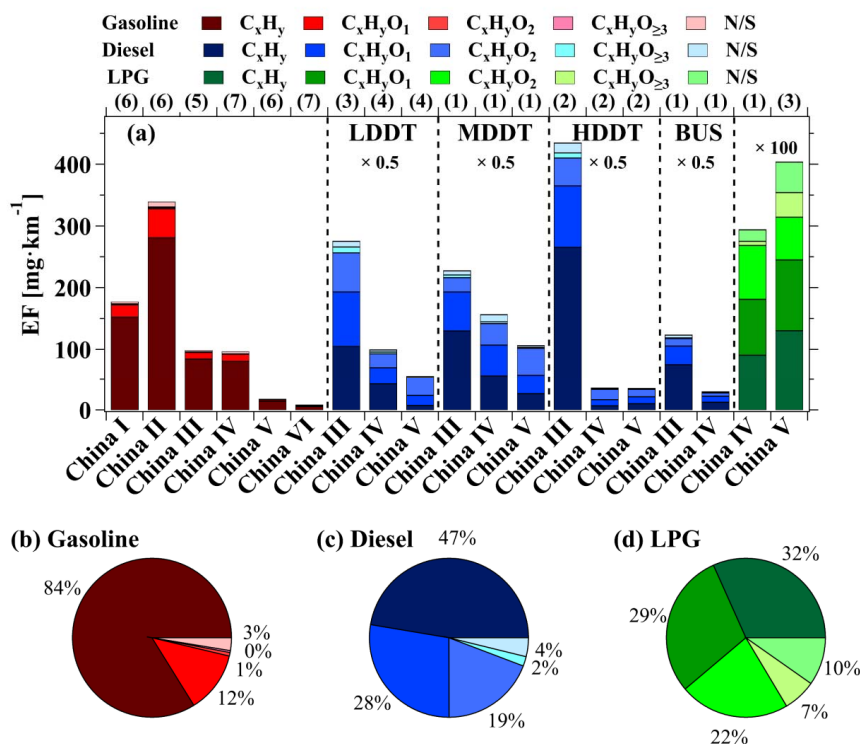 Gasoline CxHy CxHyO1 CxHyO2 CxHyO≥3 N/S
Diesel CxHy CxHyO1 CxHyO2 CxHyO≥3 N/S
LPG CxHy CxHyO1 CxHyO2 CxHyO≥3 N/S
(6) (6) (5) (7) (6) (7) (3) (4) (4) (1) (1) (1) (2) (2) (2) (1) (1) (1) (3)
(a) LDDT MDDT HDDT BUS
× 0.5 × 0.5 × 0.5 × 0.5 × 100
EF [mg·km⁻¹]
400
300
200
100
0
China I China II China III China IV China V China VI China III China IV China V China III China IV China V China III China IV China V China III China IV China IV China V
(b) Gasoline
84%
3%
0%
1%
12%
(c) Diesel
47%
4%
2%
19%
28%
(d) LPG
32%
29%
10%
7%
22%